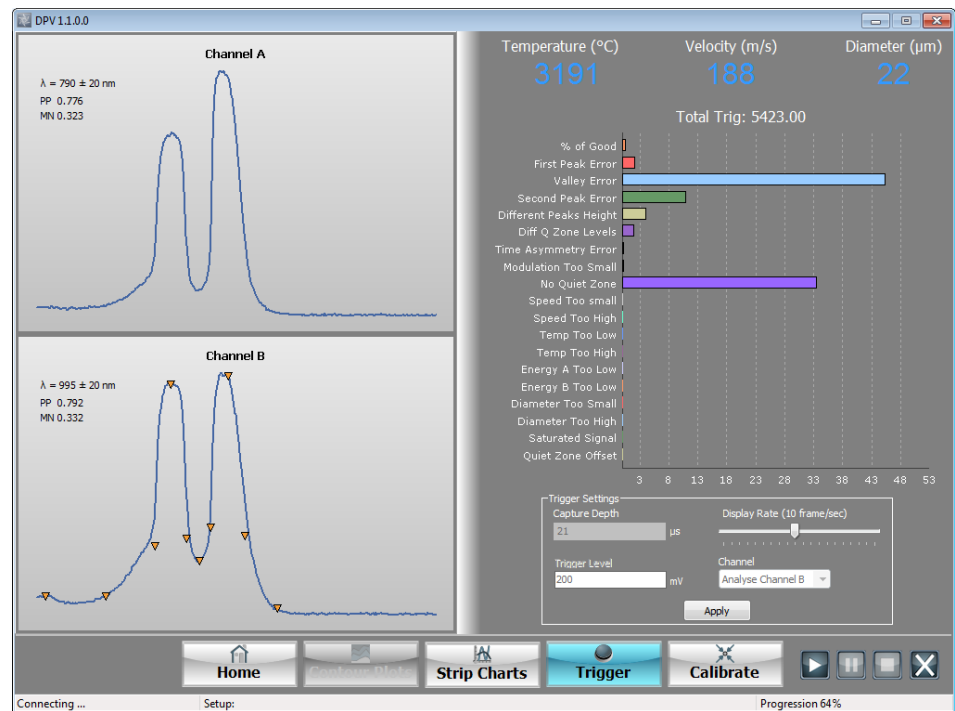 DPV 1.1.0.0
Channel A
λ = 790 ± 20 nm
PP 0.776
MN 0.323
Channel B
λ = 995 ± 20 nm
PP 0.792
MN 0.332
Temperature (°C)
Velocity (m/s)
Diameter (µm)
3191
188
22
Total Trig: 5423.00
% of Good
First Peak Error
Valley Error
Second Peak Error
Different Peaks Height
Diff Q Zone Levels
Time Asymmetry Error
Modulation Too Small
No Quiet Zone
Speed Too small
Speed Too High
Temp Too Low
Temp Too High
Energy A Too Low
Energy B Too Low
Diameter Too Small
Diameter Too High
Saturated Signal
Quiet Zone Offset
3 8 13 18 23 28 33 38 43 48 53
Trigger Settings
Capture Depth
21 µs
Display Rate (10 frame/sec)
Trigger Level
200 mV
Channel
Analyse Channel B
Apply
Home
Contour Plots
Strip Charts
Trigger
Calibrate
Connecting ...
Setup:
Progression 64%